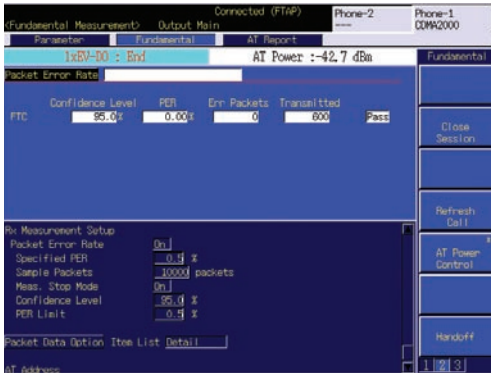 Connected (FTAP)
<Fundamental Measurement> Output Main
Phone-2
----
Phone-1
CDMA2000
Parameter Fundamental AT Report
1xEV-DO : End AT Power :-42.7 dBm
Fundamental
Packet Error Rate
Confidence Level PER Err Packets Transmitted
FTC 95.0% 0.00% 0 600 Pass
Close
Session
Refresh
Call
*
AT Power
Control
Handoff
1 2 3
Rx Measurement Setup
Packet Error Rate On
Specified PER 0.5 %
Sample Packets 10000 packets
Meas. Stop Mode On
Confidence Level 95.0 %
PER Limit 0.5 %
Packet Data Option Item List Detail
AT Address